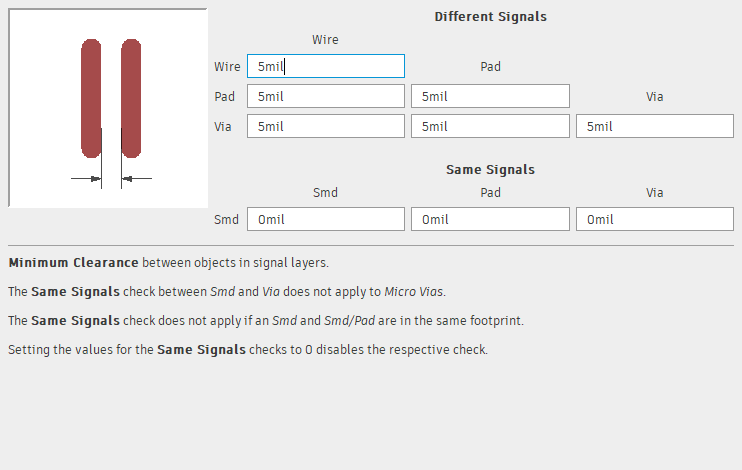 Different Signals
Wire
Wire 5mil Pad
Pad 5mil 5mil Via
Via 5mil 5mil 5mil
Same Signals
Smd Pad Via
Smd 0mil 0mil 0mil
Minimum Clearance between objects in signal layers.
The Same Signals check between Smd and Via does not apply to Micro Vias.
The Same Signals check does not apply if an Smd and Smd/Pad are in the same footprint.
Setting the values for the Same Signals checks to 0 disables the respective check.